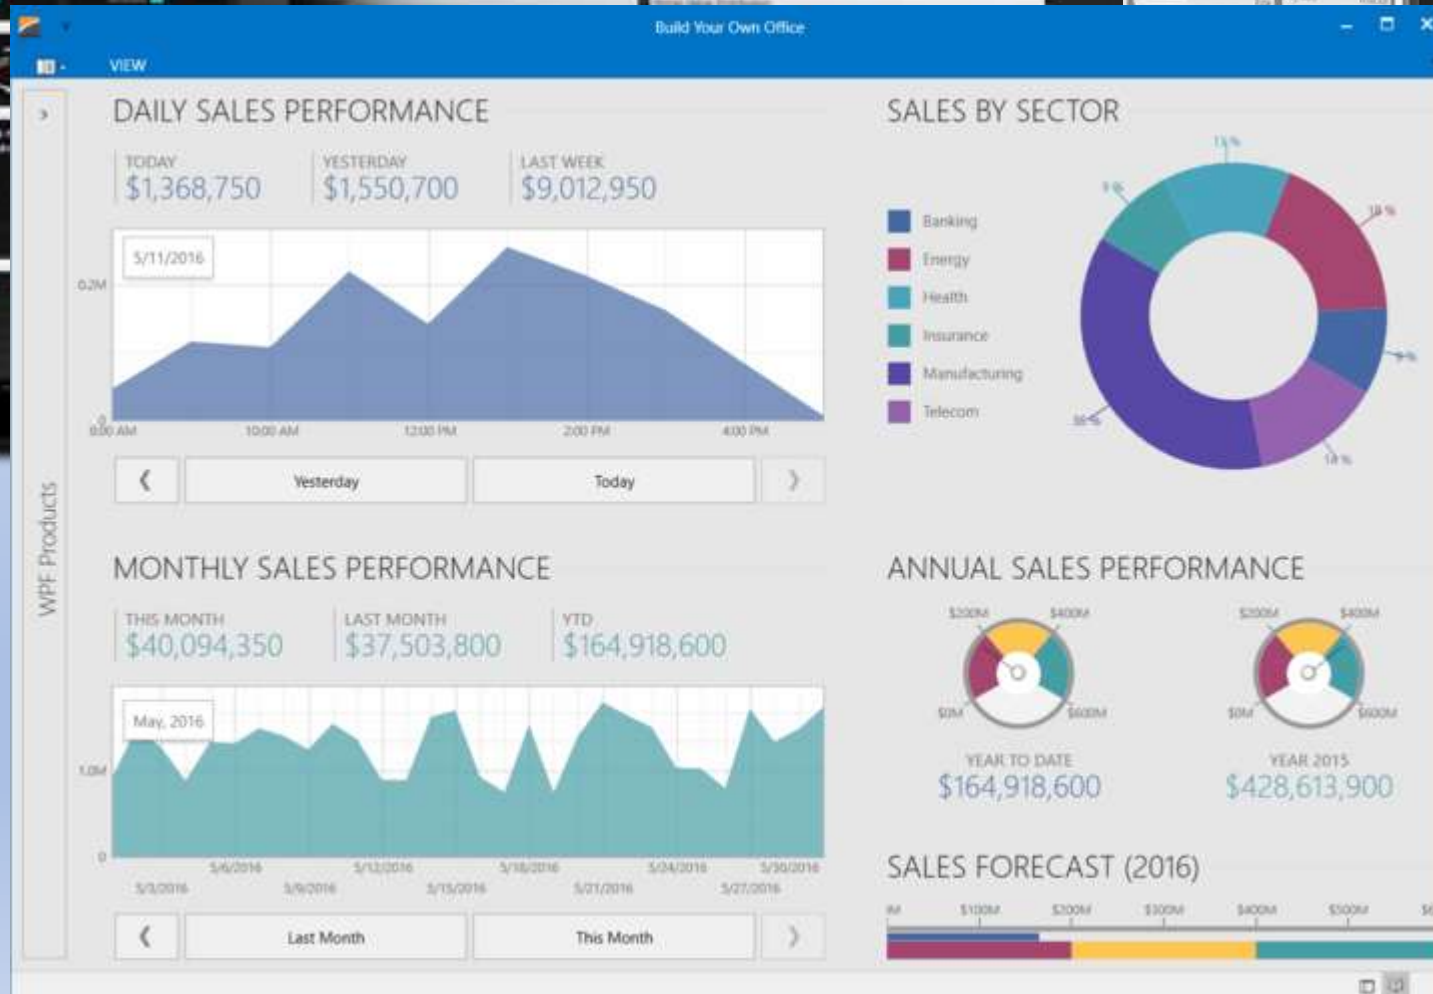 Build Your Own Office
VIEW
WPF Products
DAILY SALES PERFORMANCE
TODAY
$1,368,750
YESTERDAY
$1,550,700
LAST WEEK
$9,012,950
5/11/2016
0.2M
0
10:00 AM
12:00 PM
2:00 PM
4:00 PM
Yesterday
Today
SALES BY SECTOR
Banking
Energy
Health
Insurance
Manufacturing
Telecom
13 %
18 %
9 %
9 %
14 %
MONTHLY SALES PERFORMANCE
THIS MONTH
$40,094,350
LAST MONTH
$37,503,800
YTD
$164,918,600
May, 2016
1.0M
0
5/6/2016
5/12/2016
5/18/2016
5/24/2016
5/30/2016
5/3/2016
5/9/2016
5/15/2016
5/21/2016
5/27/2016
Last Month
This Month
ANNUAL SALES PERFORMANCE
$200M
$400M
$0M
$600M
YEAR TO DATE
$164,918,600
$200M
$400M
$0M
$600M
YEAR 2015
$428,613,900
SALES FORECAST (2016)
$100M
$200M
$300M
$400M
$500M